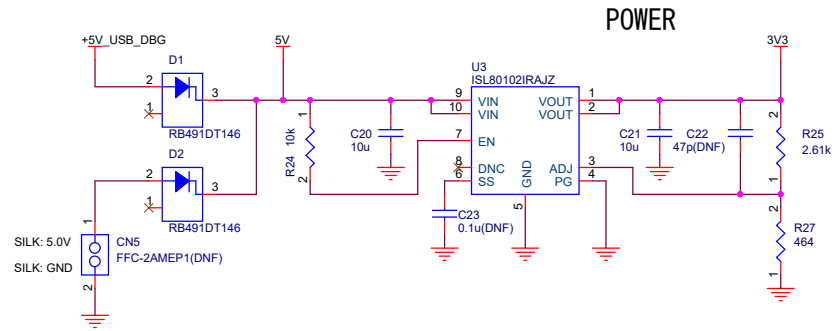 POWER
+5V_USB_DBG
5V
3V3
D1
2
3
1
RB491DT146
U3
ISL80102IRAJZ
9 VIN VOUT 1
10 VIN VOUT 2
7 EN
8 DNC
6 SS
GND
5
ADJ 3
PG 4
1
R24 10k
2
C20
10u
C21
10u
C22
47p(DNF)
2
R25
2.61k
1
D2
2
3
1
RB491DT146
C23
0.1u(DNF)
2
R27
464
1
1
SILK: 5.0V
CN5
FFC-2AMEP1(DNF)
SILK: GND
2